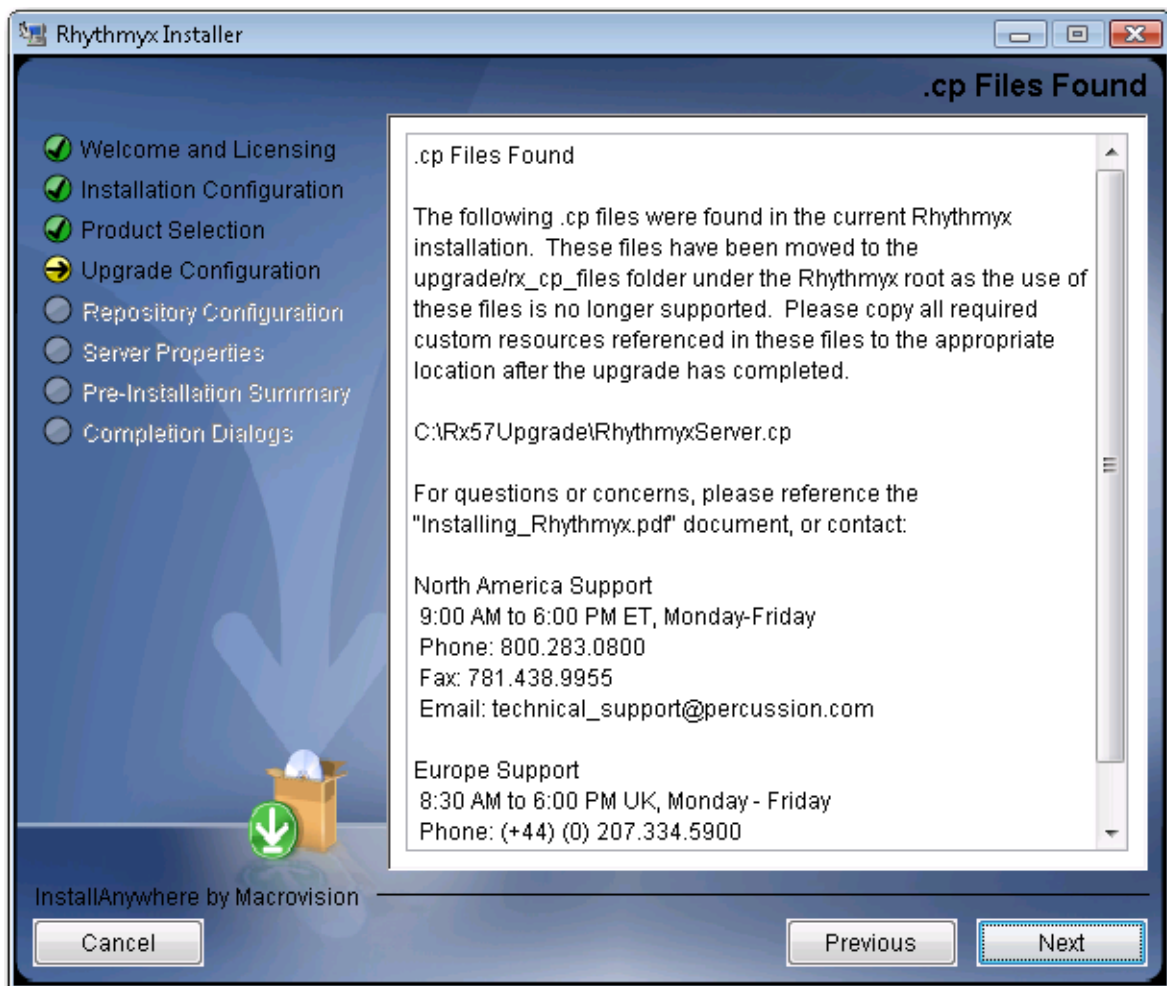 Rhythmyx Installer
.cp Files Found
Welcome and Licensing
Installation Configuration
Product Selection
Upgrade Configuration
Repository Configuration
Server Properties
Pre-Installation Summary
Completion Dialogs
.cp Files Found
The following .cp files were found in the current Rhythmyx
installation.  These files have been moved to the
upgrade/rx_cp_files folder under the Rhythmyx root as the use of
these files is no longer supported.  Please copy all required
custom resources referenced in these files to the appropriate
location after the upgrade has completed.
C:\Rx57Upgrade\RhythmyxServer.cp
For questions or concerns, please reference the
"Installing_Rhythmyx.pdf" document, or contact:
North America Support
9:00 AM to 6:00 PM ET, Monday-Friday
Phone: 800.283.0800
Fax: 781.438.9955
Email: technical_support@percussion.com
Europe Support
8:30 AM to 6:00 PM UK, Monday - Friday
Phone: (+44) (0) 207.334.5900
InstallAnywhere by Macrovision
Cancel
Previous
Next